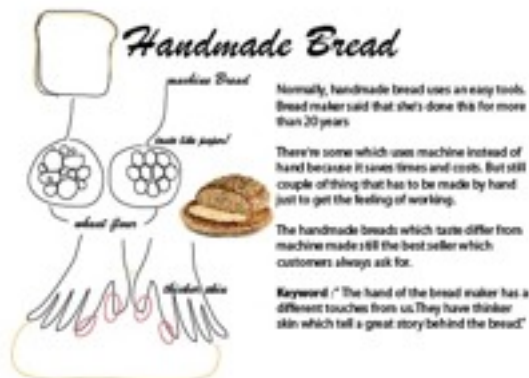 Handmade Bread
machine Bread
taste like paper!
wheat flour
thicker skin
Normally, handmade bread uses an easy tools.
Bread maker said that she's done this for more
than 20 years
There're some which uses machine instead of
hand because it saves times and costs. But still
couple of thing that has to be made by hand
just to get the feeling of working.
The handmade breads which taste differ from
machine made still the best seller which
customers always ask for.
Keyword : " The hand of the bread maker has a
different touches from us. They have thinker
skin which tell a great story behind the bread."